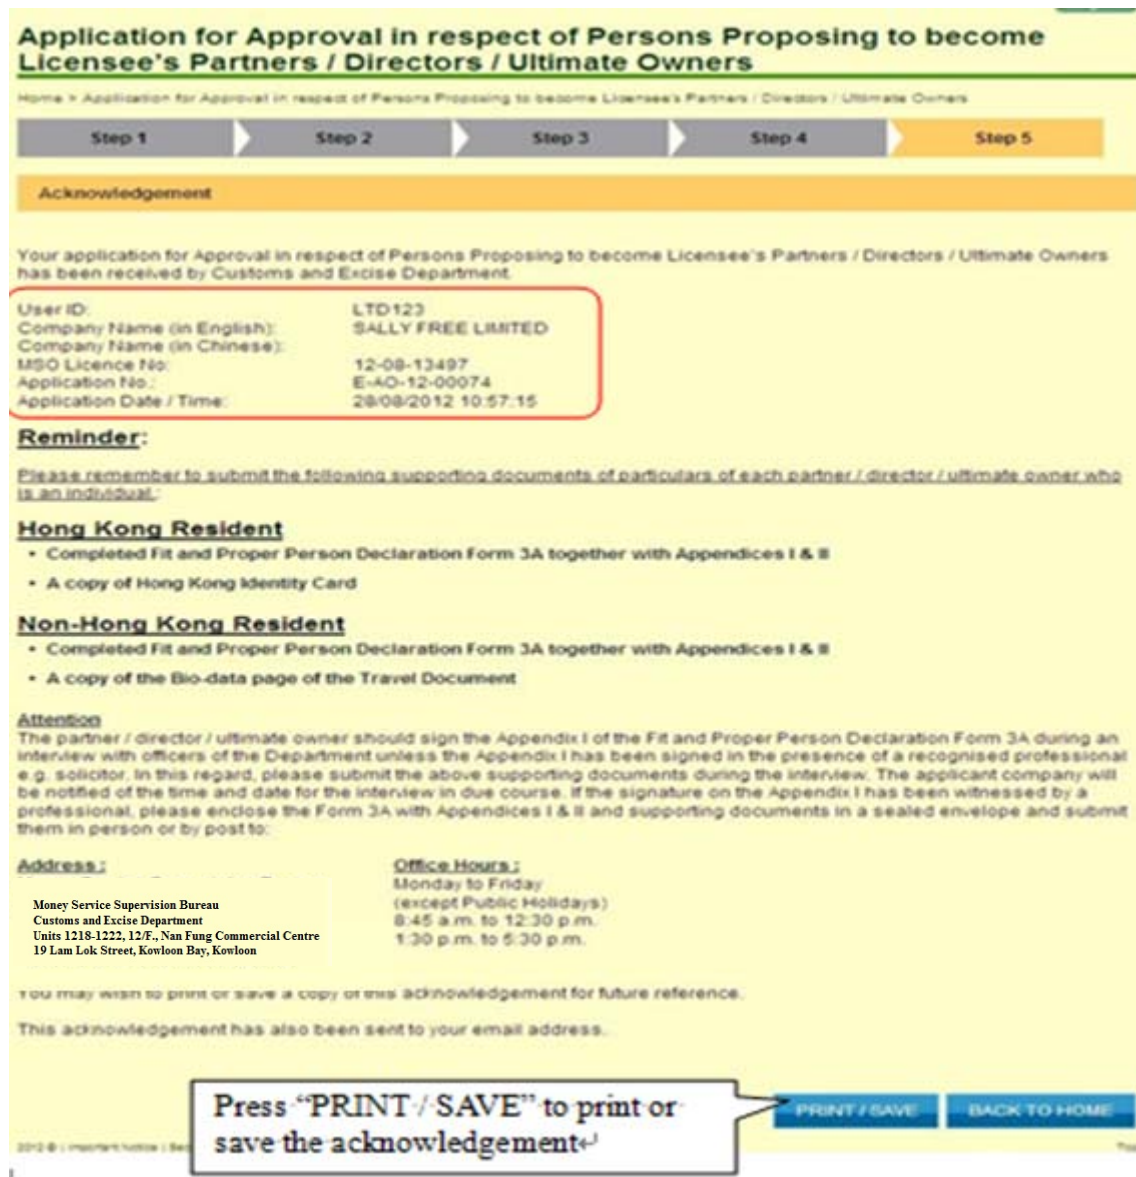 Application for Approval in respect of Persons Proposing to become
Licensee's Partners / Directors / Ultimate Owners
Home > Application for Approval in respect of Persons Proposing to become Licensee's Partners / Directors / Ultimate Owners
Step 1 Step 2 Step 3 Step 4 Step 5
Acknowledgement
Your application for Approval in respect of Persons Proposing to become Licensee's Partners / Directors / Ultimate Owners
has been received by Customs and Excise Department.
User ID: LTD123
Company Name (in English): SALLY FREE LIMITED
Company Name (in Chinese):
MSO Licence No: 12-08-13497
Application No.: E-AO-12-00074
Application Date / Time: 28/08/2012 10:57:15
Reminder:
Please remember to submit the following supporting documents of particulars of each partner / director / ultimate owner who
is an individual.:
Hong Kong Resident
• Completed Fit and Proper Person Declaration Form 3A together with Appendices I & II
• A copy of Hong Kong Identity Card
Non-Hong Kong Resident
• Completed Fit and Proper Person Declaration Form 3A together with Appendices I & II
• A copy of the Bio-data page of the Travel Document
Attention
The partner / director / ultimate owner should sign the Appendix I of the Fit and Proper Person Declaration Form 3A during an
interview with officers of the Department unless the Appendix I has been signed in the presence of a recognised professional
e.g. solicitor. In this regard, please submit the above supporting documents during the interview. The applicant company will
be notified of the time and date for the interview in due course. If the signature on the Appendix I has been witnessed by a
professional, please enclose the Form 3A with Appendices I & II and supporting documents in a sealed envelope and submit
them in person or by post to:
Address :
Money Service Supervision Bureau
Customs and Excise Department
Units 1218-1222, 12/F., Nan Fung Commercial Centre
19 Lam Lok Street, Kowloon Bay, Kowloon
Office Hours :
Monday to Friday
(except Public Holidays)
8:45 a.m. to 12:30 p.m.
1:30 p.m. to 5:30 p.m.
You may wish to print or save a copy of this acknowledgement for future reference.
This acknowledgement has also been sent to your email address.
Press “PRINT / SAVE” to print or
save the acknowledgement↵
PRINT / SAVE BACK TO HOME
2012 © | Important Notice |